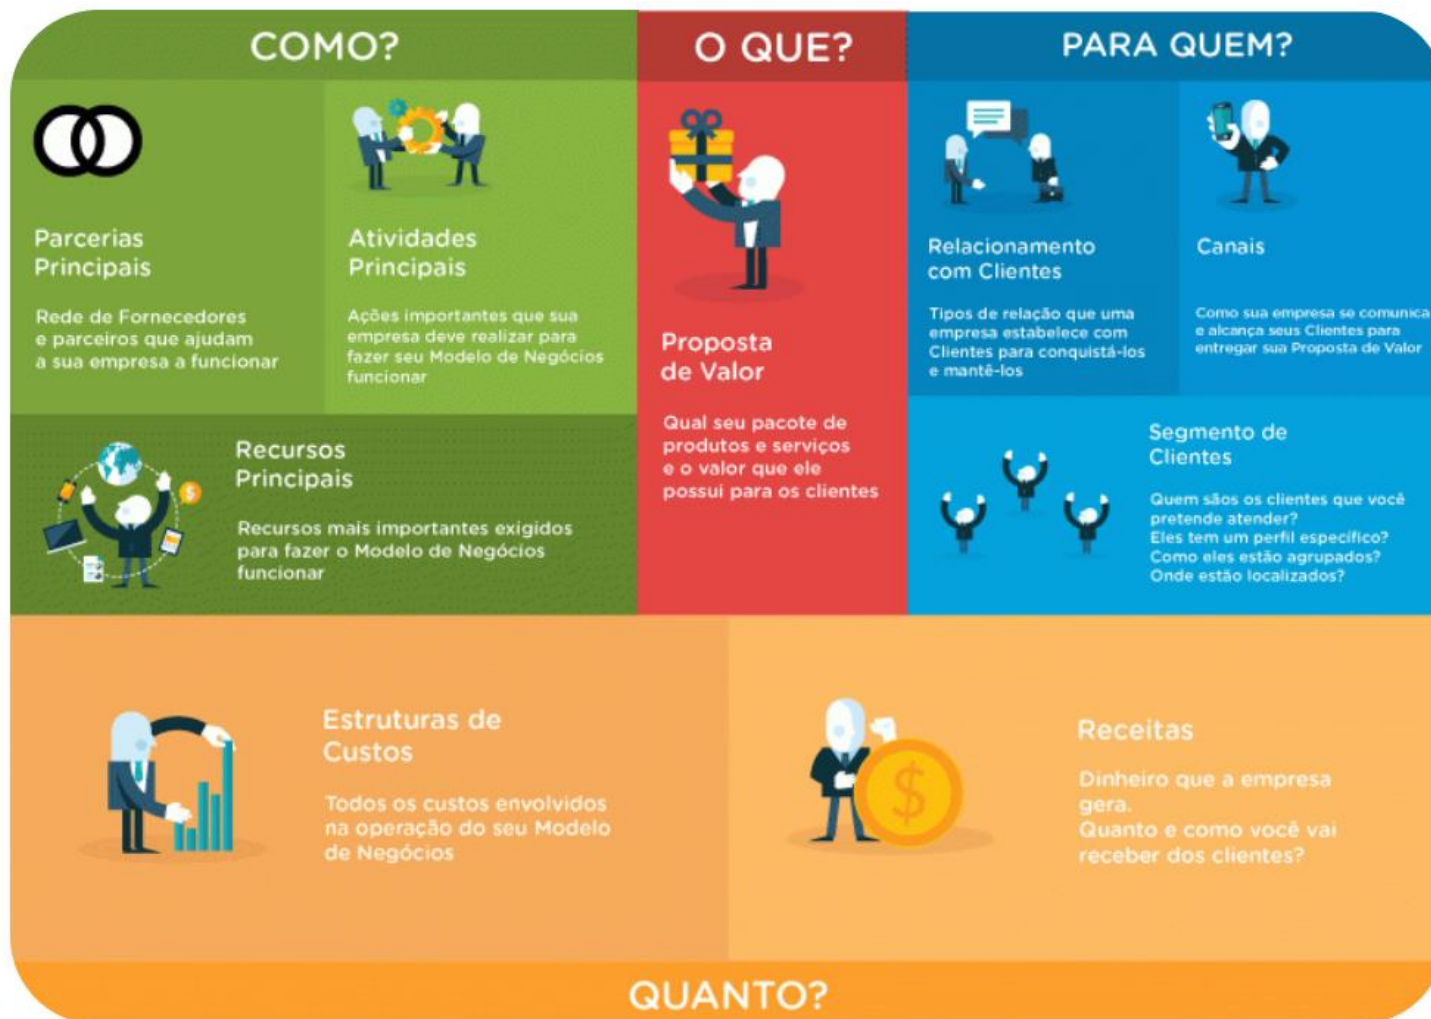 COMO?
O QUE?
PARA QUEM?
Parcerias
Principais
Rede de Fornecedores
e parceiros que ajudam
a sua empresa a funcionar
Atividades
Principais
Ações importantes que sua
empresa deve realizar para
fazer seu Modelo de Negócios
funcionar
Recursos
Principais
Recursos mais importantes exigidos
para fazer o Modelo de Negócios
funcionar
Proposta
de Valor
Qual seu pacote de
produtos e serviços
e o valor que ele
possui para os clientes
Relacionamento
com Clientes
Tipos de relação que uma
empresa estabelece com
Clientes para conquistá-los
e mantê-los
Canais
Como sua empresa se comunica
e alcança seus Clientes para
entregar sua Proposta de Valor
Segmento de
Clientes
Quem sãos os clientes que você
pretende atender?
Eles tem um perfil específico?
Como eles estão agrupados?
Onde estão localizados?
Estruturas de
Custos
Todos os custos envolvidos
na operação do seu Modelo
de Negócios
$
Receitas
Dinheiro que a empresa
gera.
Quanto e como você vai
receber dos clientes?
QUANTO?